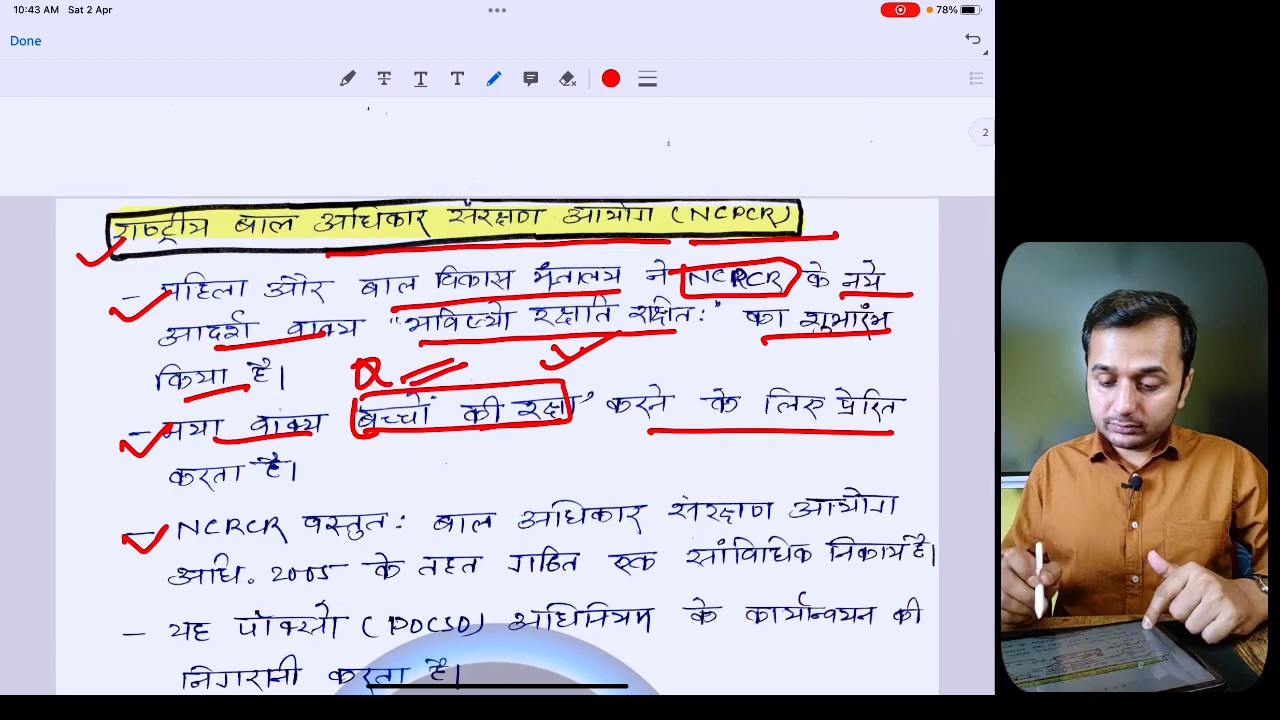 10:43 AM Sat 2 Apr
78%
Done
2
राष्ट्रीय बाल अधिकार संरक्षण आयोग (NCPCR)
– महिला और बाल विकास मंत्रालय ने NCRCR के नये
आदर्श वाक्य "भविष्यो रक्षति रक्षित:" का शुभारंभ
किया है।
Q
– नया वाक्य 'बच्चों की रक्षा' करने के लिए प्रेरित
करता है।
– NCRCR वस्तुत: बाल अधिकार संरक्षण आयोग
अधि. 2005 के तहत गठित एक सांविधिक निकाय है।
– यह पॉक्सो (POCSO) अधिनियम के कार्यान्वयन की
निगरानी करता है।